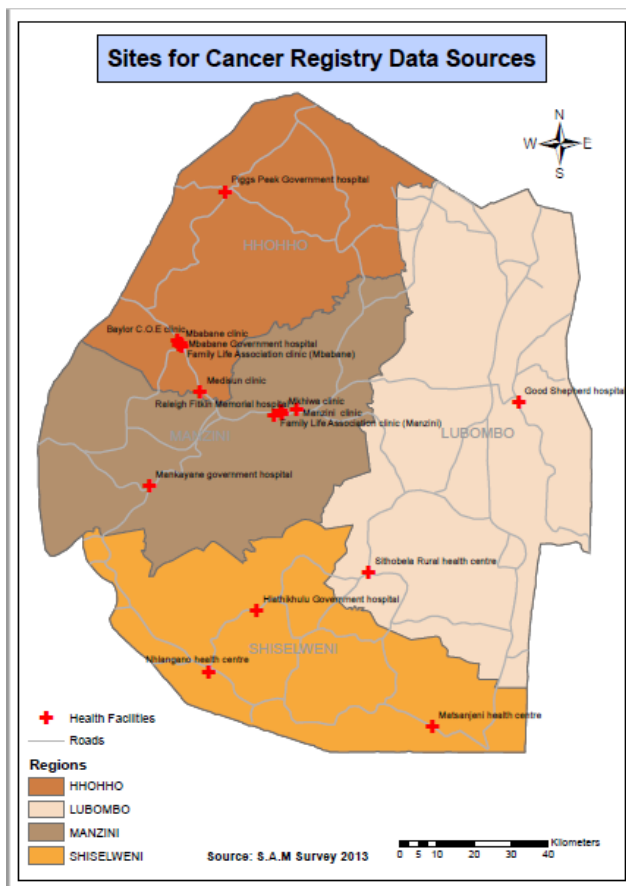 Sites for Cancer Registry Data Sources
N
W E
S
Piggs Peak Government hospital
HHOHHO
Baylor C.O.E clinic
Mbabane clinic
Mbabane Government hospital
Family Life Association clinic (Mbabane)
Medisun clinic
Good Shepherd hospital
Raleigh Fitkin Memorial hospital
Mkhiwa clinic
Manzini clinic
Family Life Association clinic (Manzini)
MANZINI
LUBOMBO
Mankayane government hospital
Sithobela Rural health centre
Hlathikhulu Government hospital
SHISELWENI
Nhlangano health centre
Matsanjeni health centre
Health Facilities
Roads
Regions
HHOHHO
LUBOMBO
MANZINI
SHISELWENI
Source: S.A.M Survey 2013
Kilometers
0 5 10 20 30 40